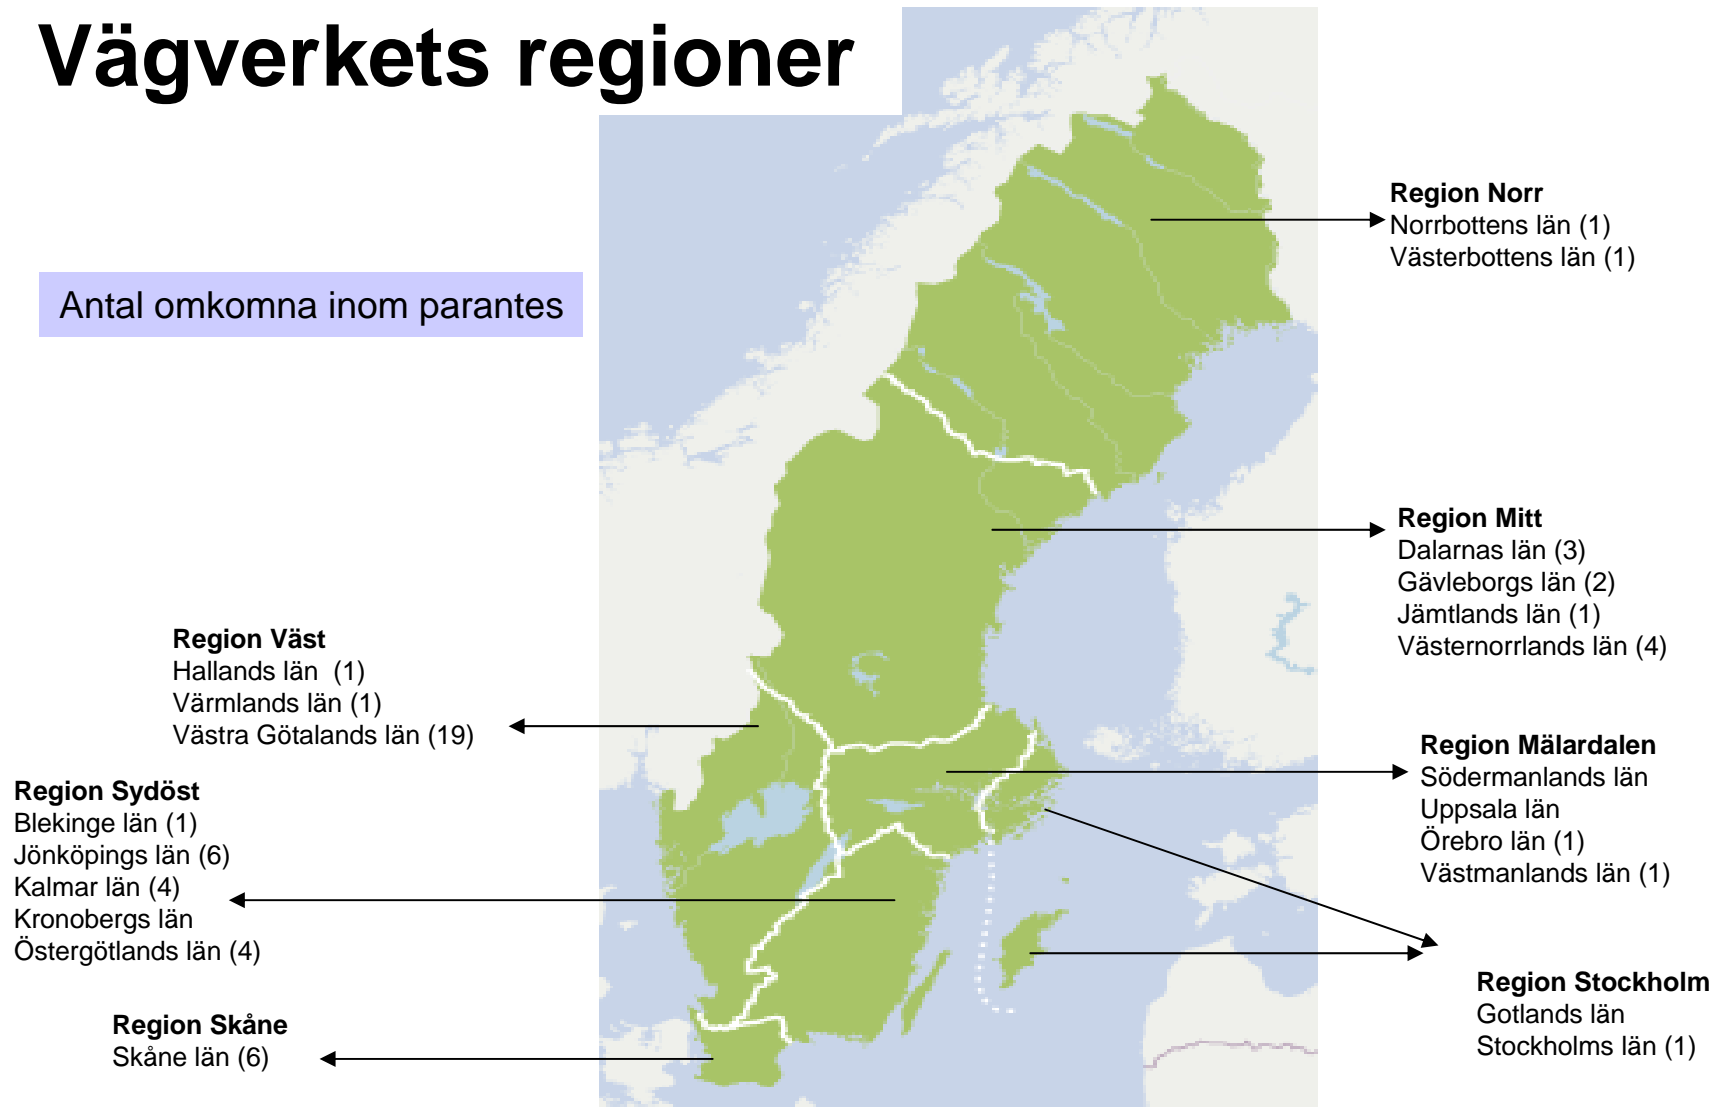 Vägverkets regioner
Antal omkomna inom parantes
Region Norr
Norrbottens län (1)
Västerbottens län (1)
Region Mitt
Dalarnas län (3)
Gävleborgs län (2)
Jämtlands län (1)
Västernorrlands län (4)
Region Väst
Hallands län  (1)
Värmlands län (1)
Västra Götalands län (19)
Region Mälardalen
Södermanlands län
Uppsala län
Örebro län (1)
Västmanlands län (1)
Region Sydöst
Blekinge län (1)
Jönköpings län (6)
Kalmar län (4)
Kronobergs län
Östergötlands län (4)
Region Stockholm
Gotlands län
Stockholms län (1)
Region Skåne
Skåne län (6)